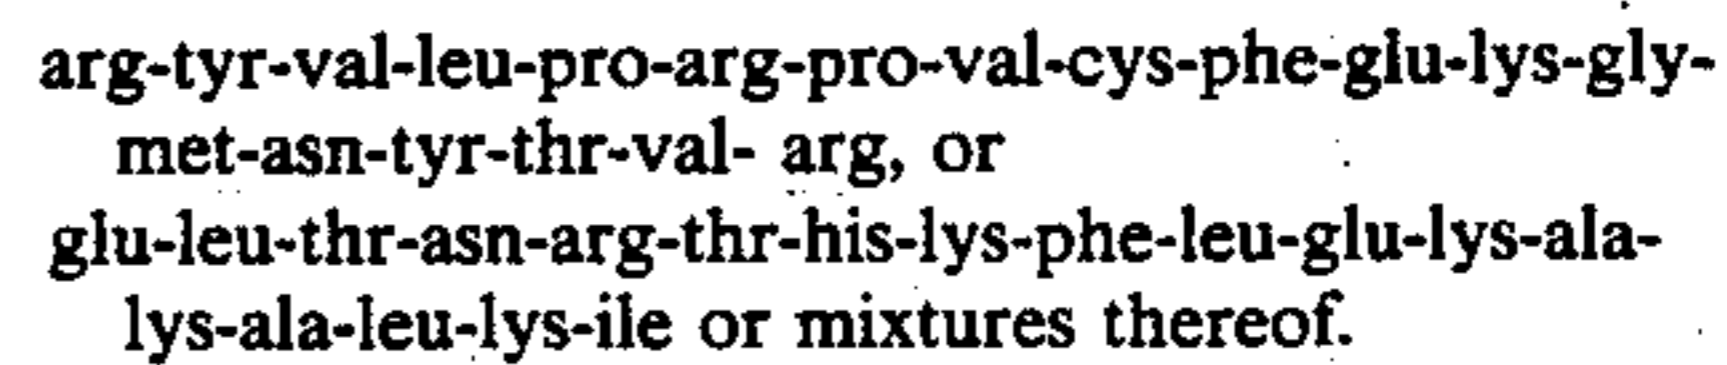 arg-tyr-val-leu-pro-arg-pro-val-cys-phe-glu-lys-gly-
met-asn-tyr-thr-val- arg, or
glu-leu-thr-asn-arg-thr-his-lys-phe-leu-glu-lys-ala-
lys-ala-leu-lys-ile or mixtures thereof.